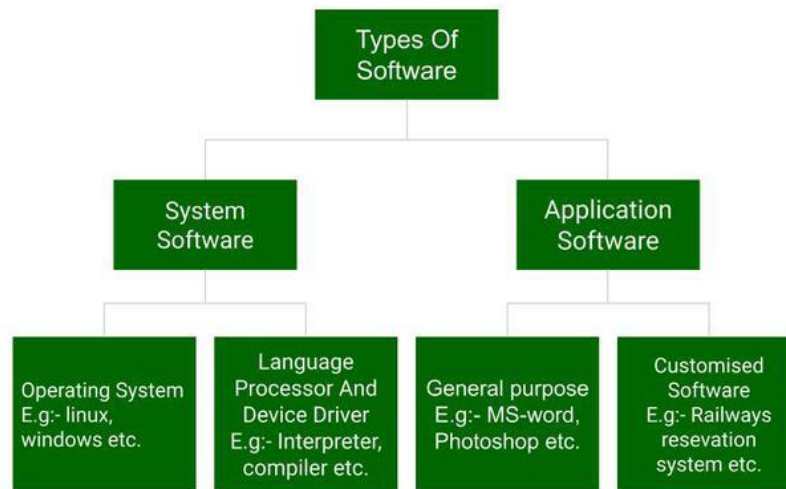 Types Of
Software
System
Software
Application
Software
Operating System
E.g:- linux,
windows etc.
Language
Processor And
Device Driver
E.g:- Interpreter,
compiler etc.
General purpose
E.g:- MS-word,
Photoshop etc.
Customised
Software
E.g:- Railways
resevation
system etc.